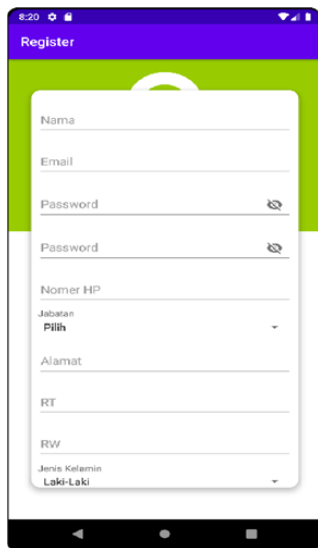 8:20
Register
Nama
Email
Password
Password
Nomer HP
Jabatan
Pilih
Alamat
RT
RW
Jenis Kelamin
Laki-Laki